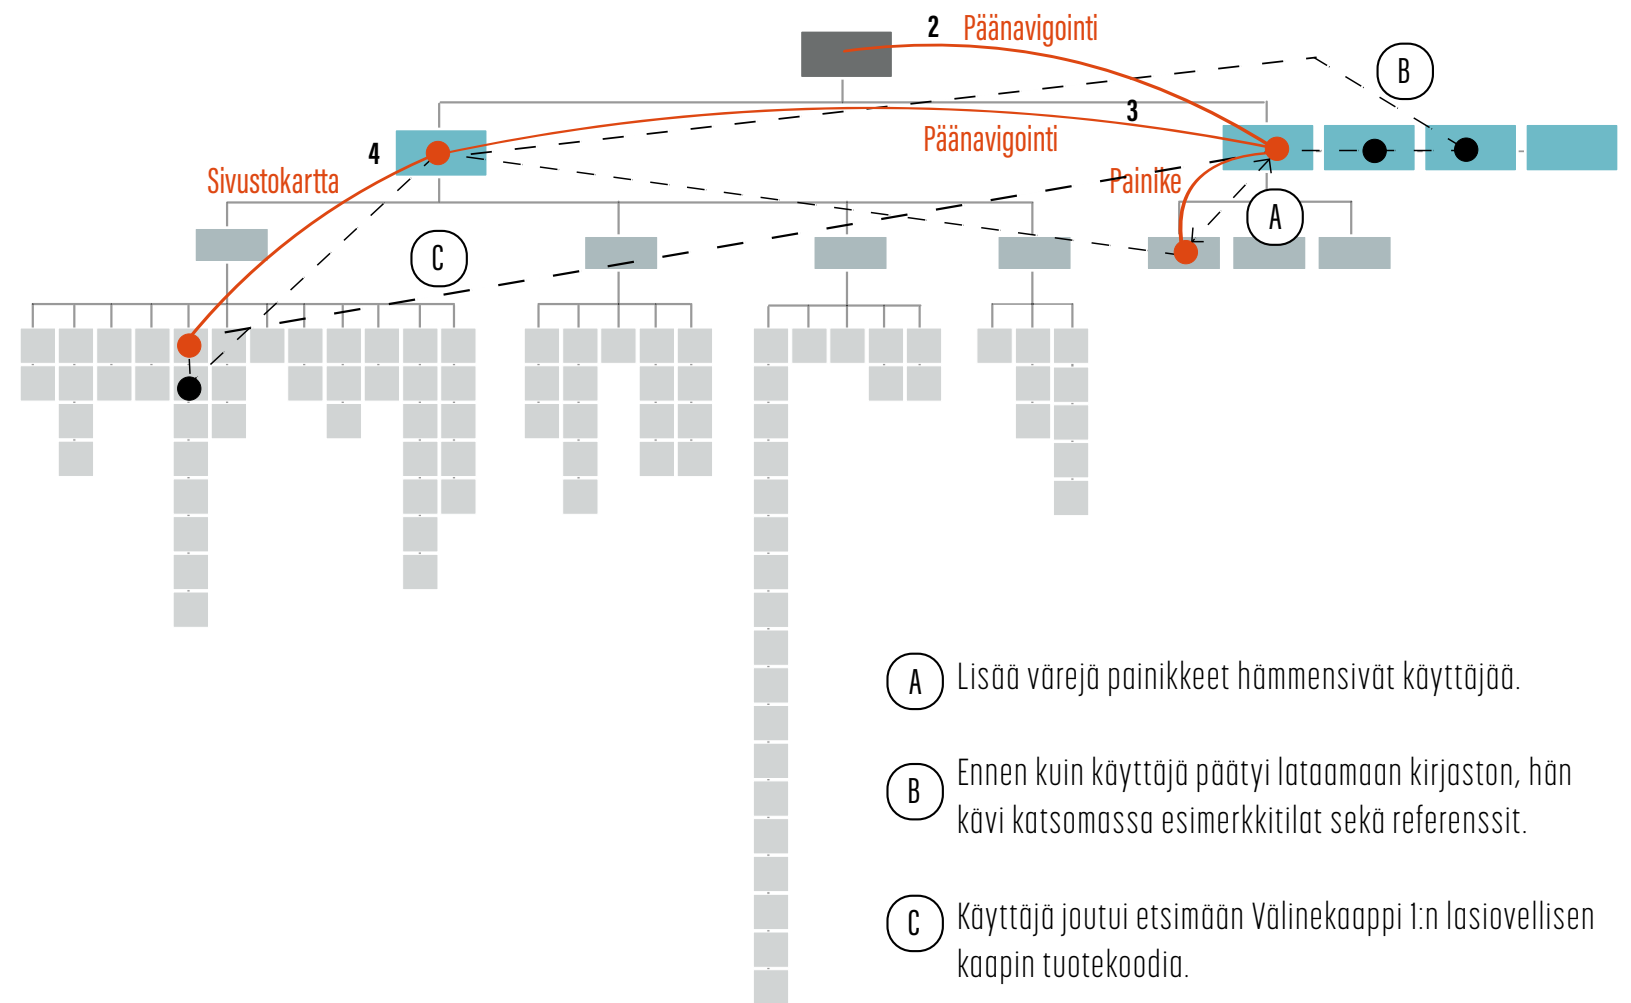 2 Päänavigointi
B
3
Päänavigointi
4
Sivustokartta
Painike
A
C
A Lisää värejä painikkeet hämmensivät käyttäjää.
B Ennen kuin käyttäjä päätyi lataamaan kirjaston, hän
kävi katsomassa esimerkkitilat sekä referenssit.
C Käyttäjä joutui etsimään Välinekaappi 1:n lasiovellisen
kaapin tuotekoodia.